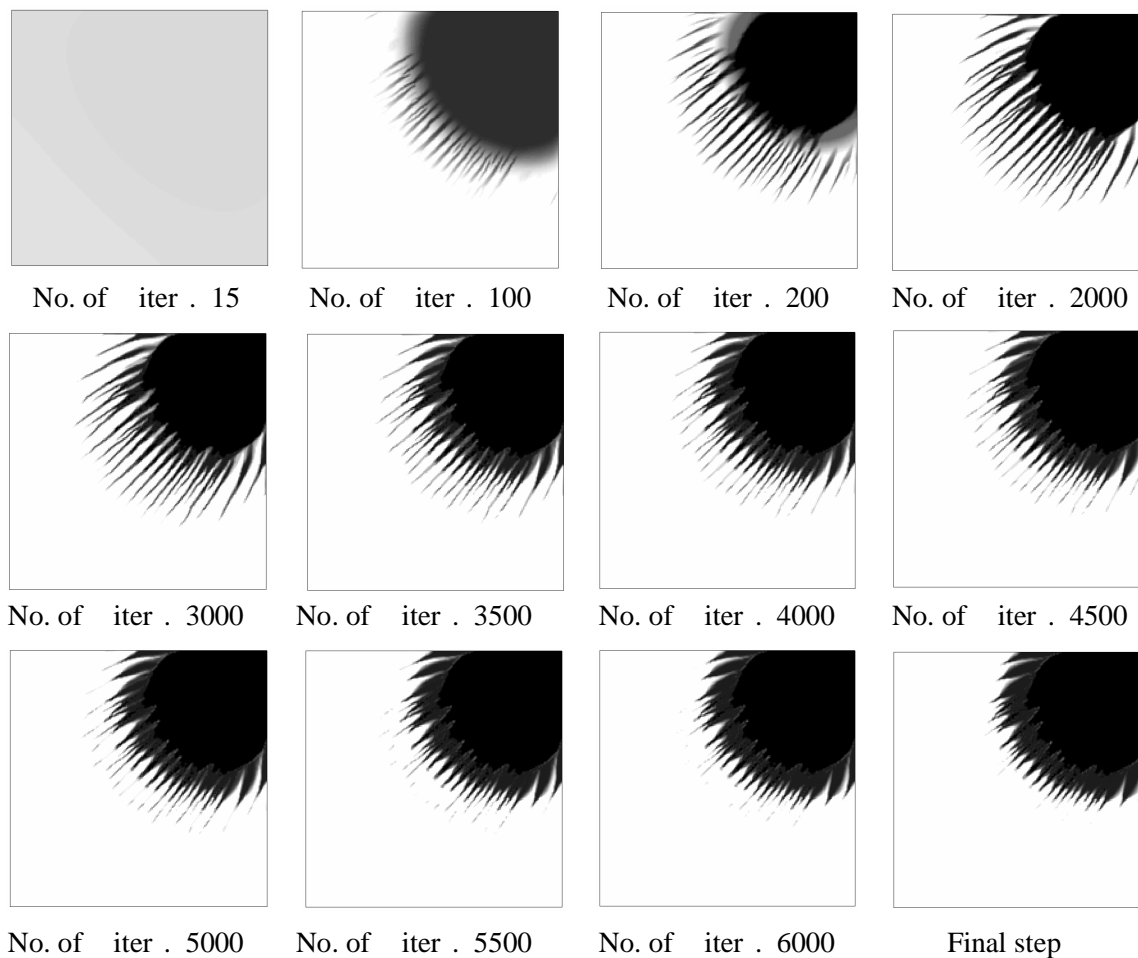 No. of iter . 15 No. of iter . 100 No. of iter . 200 No. of iter . 2000
No. of iter . 3000 No. of iter . 3500 No. of iter . 4000 No. of iter . 4500
No. of iter . 5000 No. of iter . 5500 No. of iter . 6000 Final step